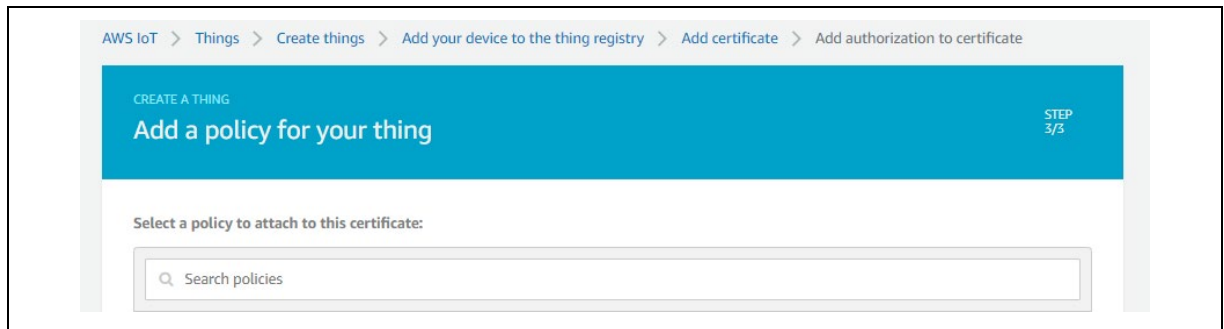 AWS IoT > Things > Create things > Add your device to the thing registry > Add certificate > Add authorization to certificate
CREATE A THING
Add a policy for your thing
STEP
3/3
Select a policy to attach to this certificate:
Search policies